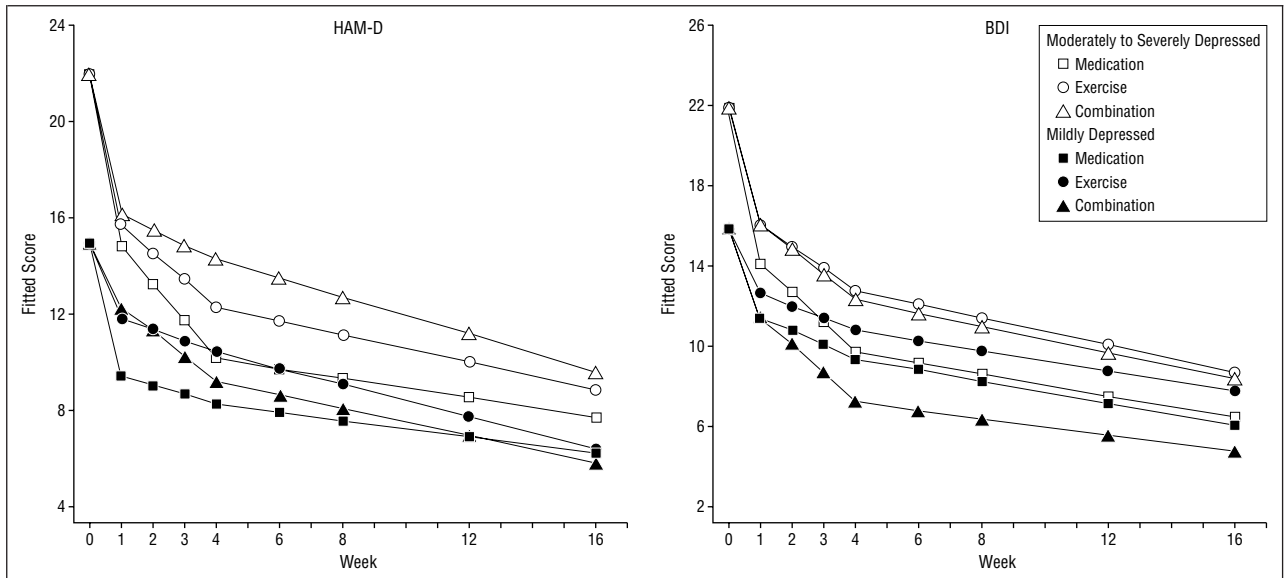 HAM-D
24
20
16
12
8
4
Fitted Score
0 1 2 3 4 6 8 12 16
Week
BDI
26
22
18
14
10
6
2
Fitted Score
0 1 2 3 4 6 8 12 16
Week
Moderately to Severely Depressed
Medication
Exercise
Combination
Mildly Depressed
Medication
Exercise
Combination